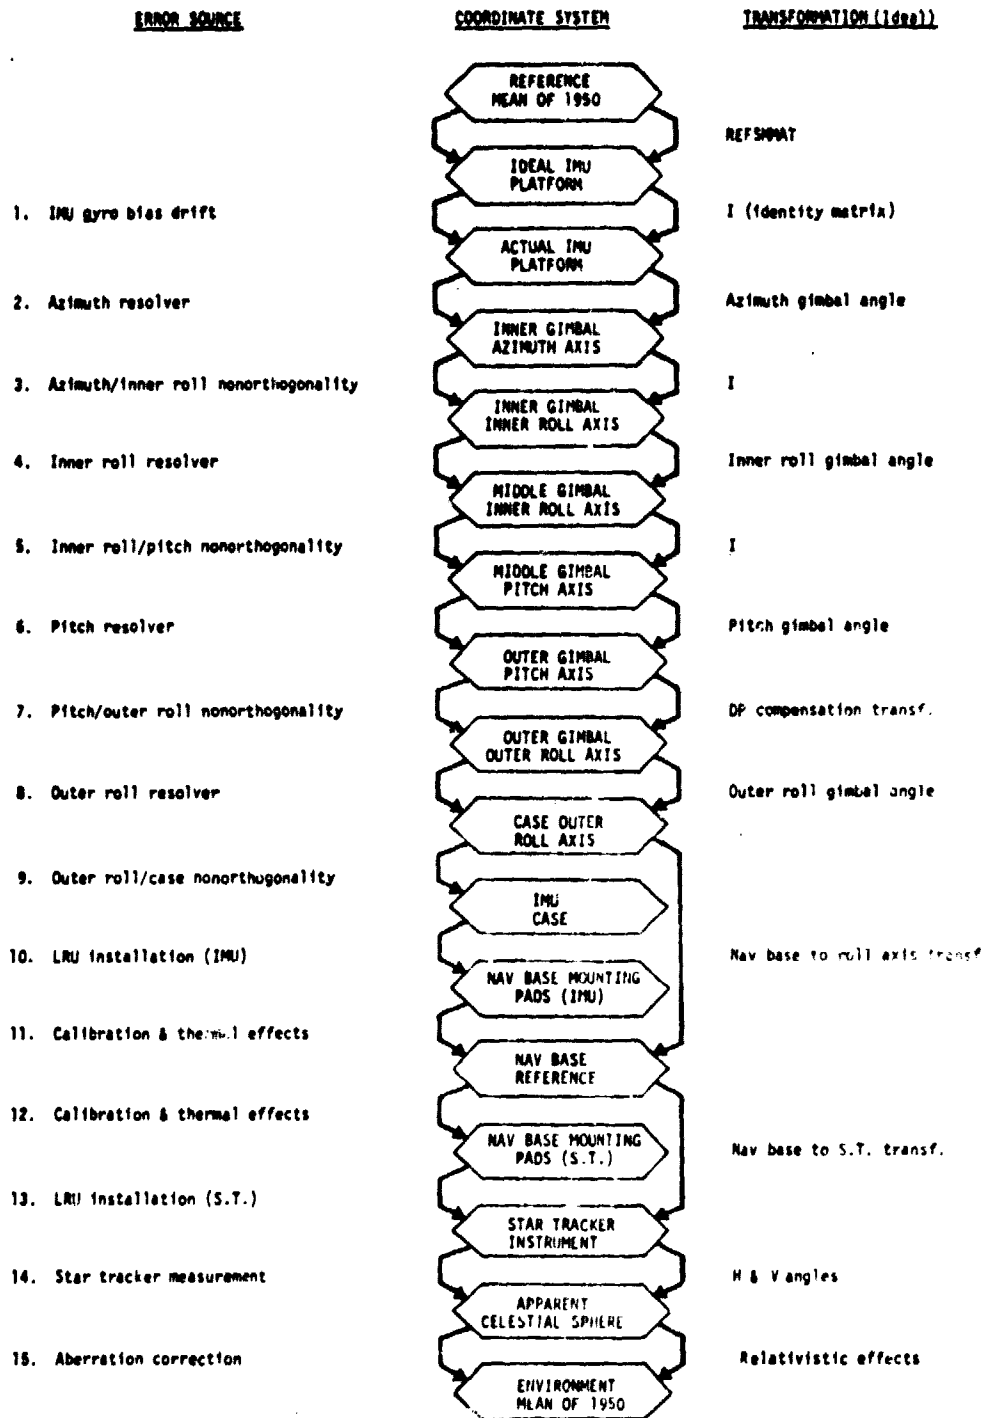 ERROR SOURCE COORDINATE SYSTEM TRANSFORMATION (Ideal)
REFERENCE
MEAN OF 1950
REFSMMAT
IDEAL IMU
PLATFORM
1. IMU gyro bias drift I (identity matrix)
ACTUAL IMU
PLATFORM
2. Azimuth resolver Azimuth gimbal angle
INNER GIMBAL
AZIMUTH AXIS
3. Azimuth/inner roll nonorthogonality I
INNER GIMBAL
INNER ROLL AXIS
4. Inner roll resolver Inner roll gimbal angle
MIDDLE GIMBAL
INNER ROLL AXIS
5. Inner roll/pitch nonorthogonality I
MIDDLE GIMBAL
PITCH AXIS
6. Pitch resolver Pitch gimbal angle
OUTER GIMBAL
PITCH AXIS
7. Pitch/outer roll nonorthogonality DP compensation transf.
OUTER GIMBAL
OUTER ROLL AXIS
8. Outer roll resolver Outer roll gimbal angle
CASE OUTER
ROLL AXIS
9. Outer roll/case nonorthogonality
IMU
CASE
10. LRU installation (IMU) Nav base to roll axis transf
NAV BASE MOUNTING
PADS (IMU)
11. Calibration & thermal effects
NAV BASE
REFERENCE
12. Calibration & thermal effects
NAV BASE MOUNTING
PADS (S.T.)
Nav base to S.T. transf.
13. LRU installation (S.T.)
STAR TRACKER
INSTRUMENT
14. Star tracker measurement H & V angles
APPARENT
CELESTIAL SPHERE
15. Aberration correction Relativistic effects
ENVIRONMENT
MEAN OF 1950